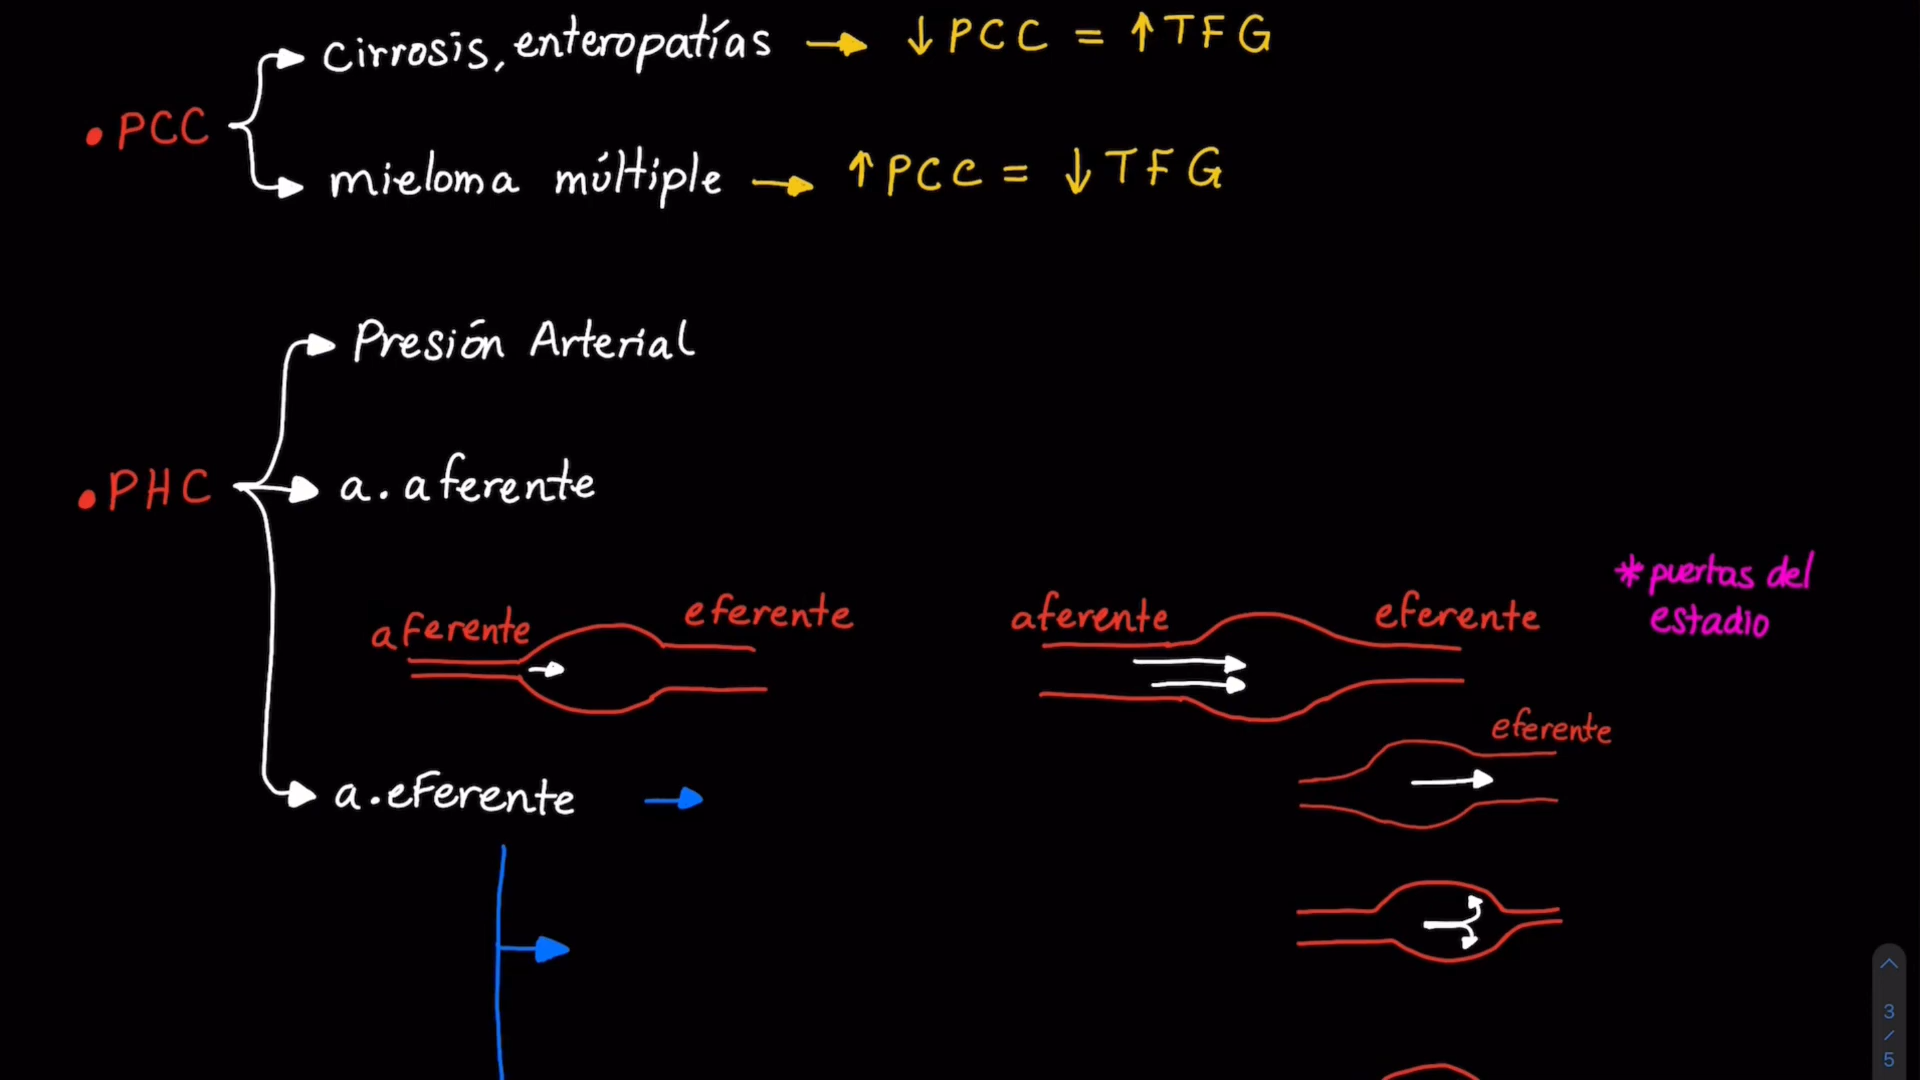 cirrosis, enteropatías → ↓PCC = ↑TFG
• PCC
mieloma múltiple → ↑PCC = ↓TFG
Presión Arterial
• PHC
a. aferente
aferente
eferente
aferente
eferente
* puertas del
estadio
eferente
a. eferente →
3
/
5